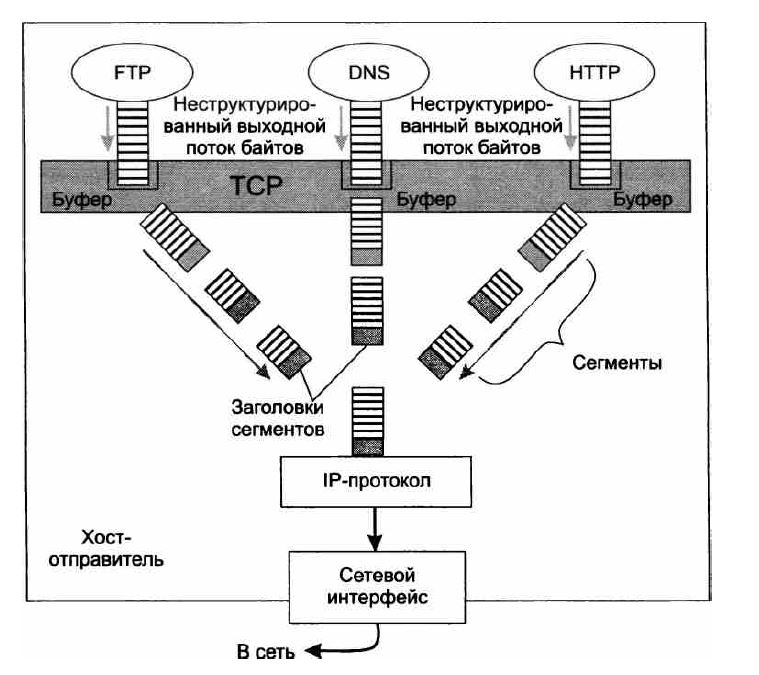 FTP
DNS
HTTP
Неструктуриро-
ванный выходной
поток байтов
Неструктуриро-
ванный выходной
поток байтов
TCP
Буфер
Буфер
Буфер
Сегменты
Заголовки
сегментов
IP-протокол
Хост-
отправитель
Сетевой
интерфейс
В сеть